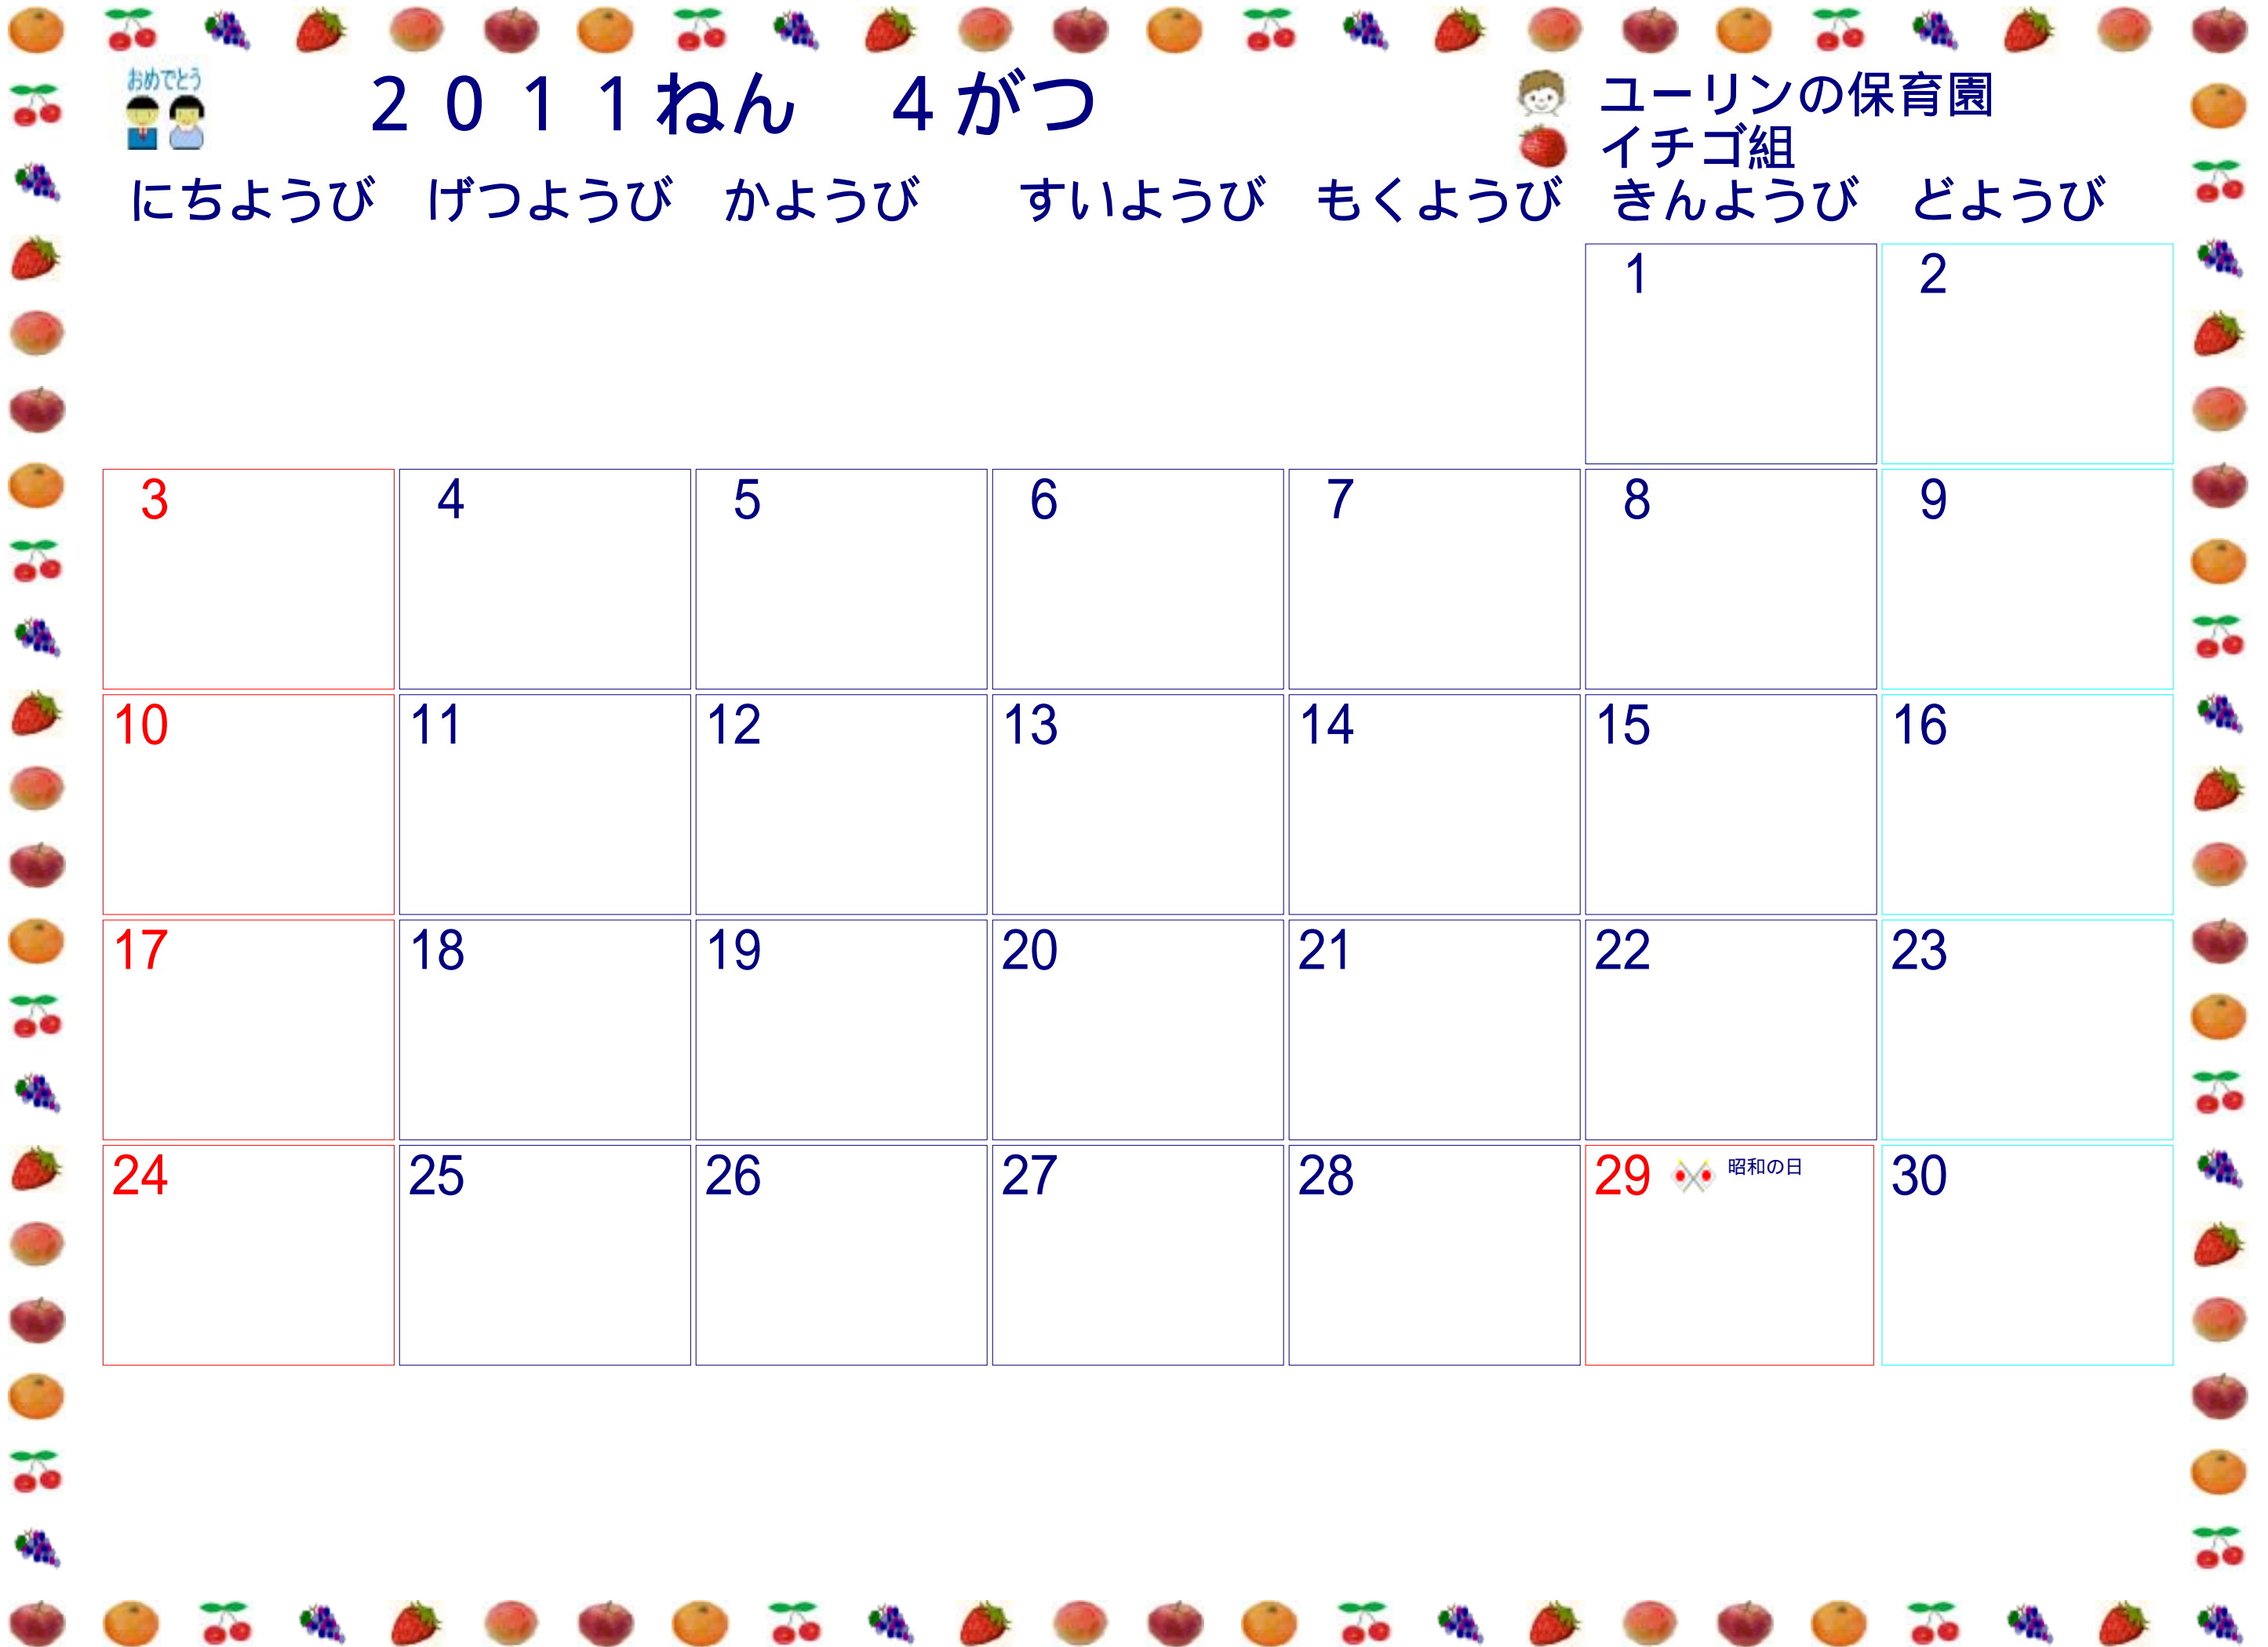 おめでとう
２０１１ねん　４がつ
ユーリンの保育園
イチゴ組
にちようび　げつようび　かようび　すいようび　もくようび　きんようび　どようび
1 2
3 4 5 6 7 8 9
10 11 12 13 14 15 16
17 18 19 20 21 22 23
24 25 26 27 28 29 昭和の日 30